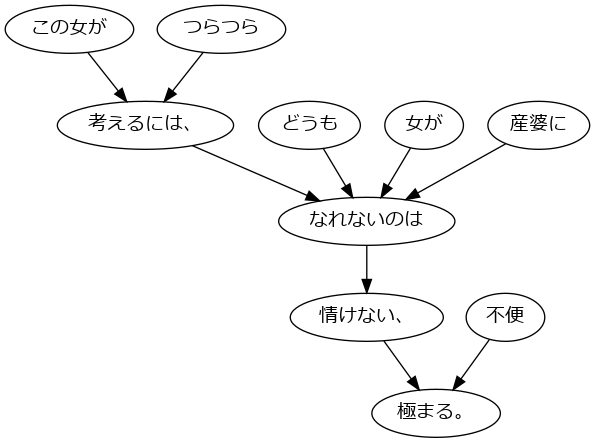 この女が
つらつら
考えるには、
どうも
女が
産婆に
なれないのは
情けない、
不便
極まる。